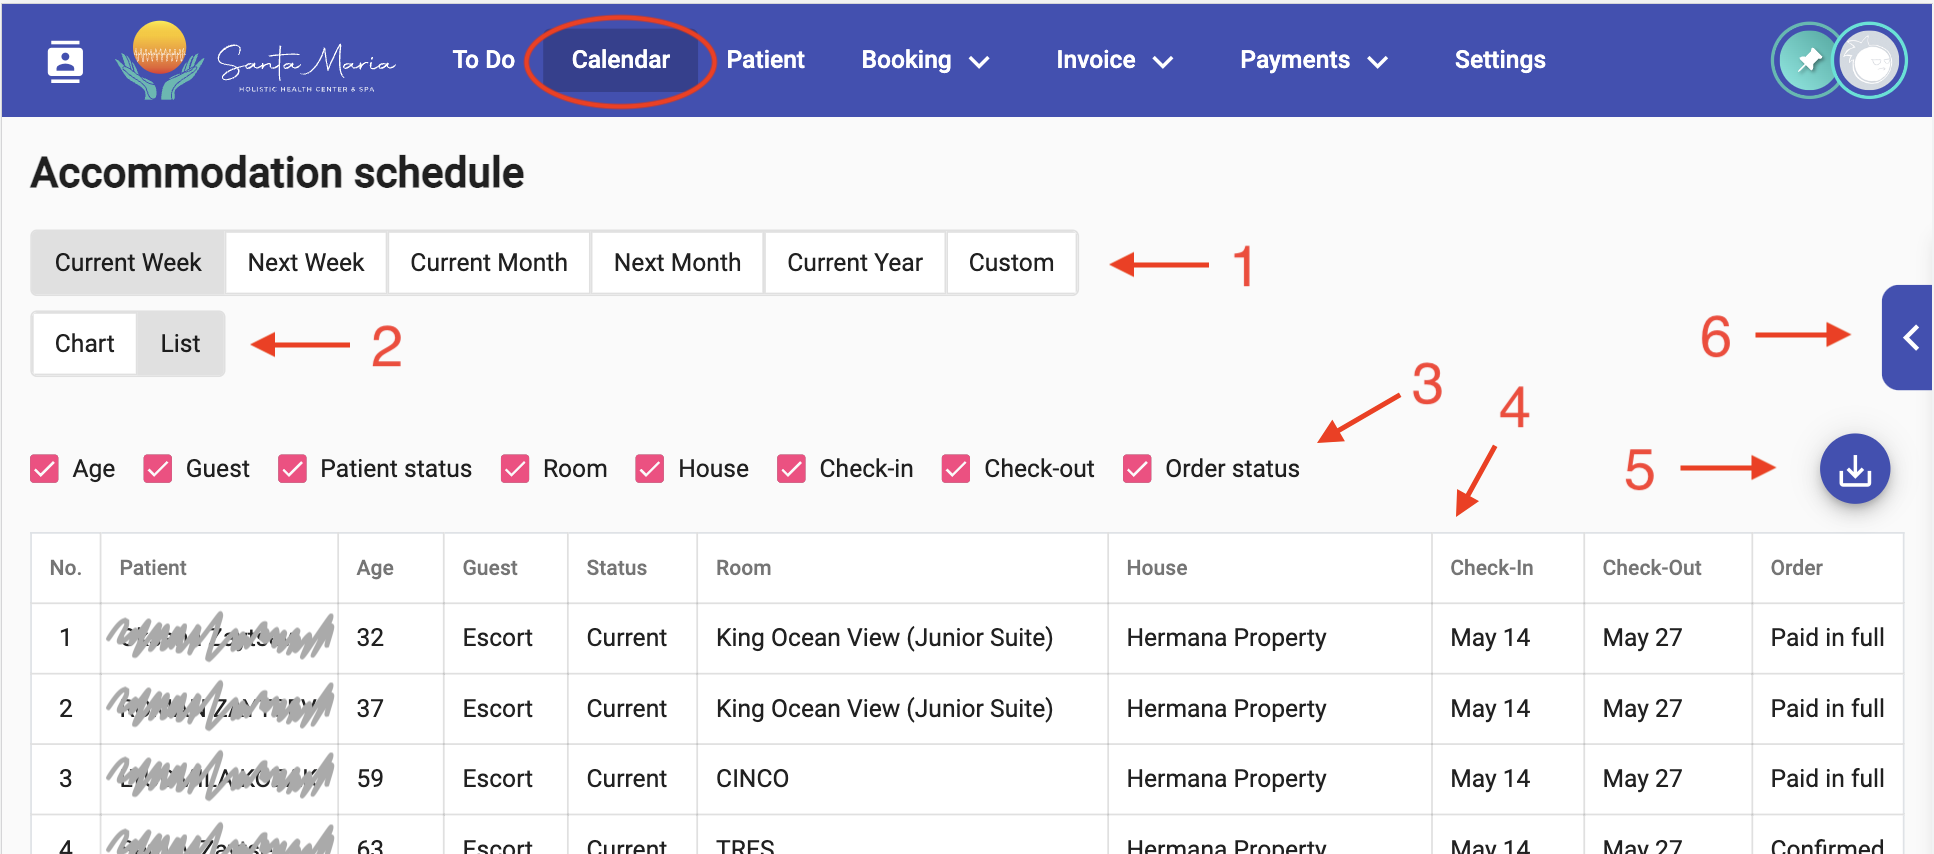 Santa Maria
HOLISTIC HEALTH CENTER & SPA
To Do Calendar Patient Booking Invoice Payments Settings
Accommodation schedule
Current Week Next Week Current Month Next Month Current Year Custom 1
Chart List 2
6
3
4
Age Guest Patient status Room House Check-in Check-out Order status 5
No. Patient Age Guest Status Room House Check-In Check-Out Order
1 32 Escort Current King Ocean View (Junior Suite) Hermana Property May 14 May 27 Paid in full
2 37 Escort Current King Ocean View (Junior Suite) Hermana Property May 14 May 27 Paid in full
3 59 Escort Current CINCO Hermana Property May 14 May 27 Paid in full
4 63 Escort Current TRES Hermana Property May 14 May 27 Confirmed